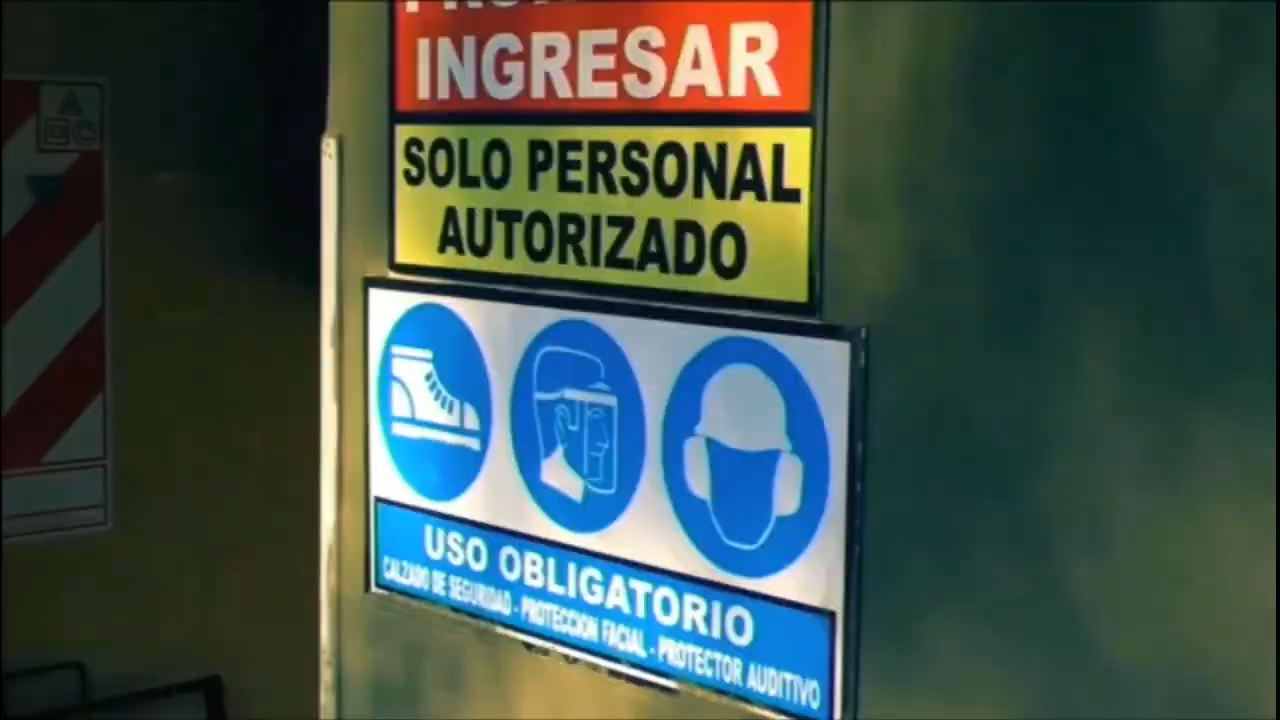 INGRESAR
SOLO PERSONAL
AUTORIZADO
USO OBLIGATORIO
CALZADO DE SEGURIDAD - PROTECCION FACIAL - PROTECTOR AUDITIVO